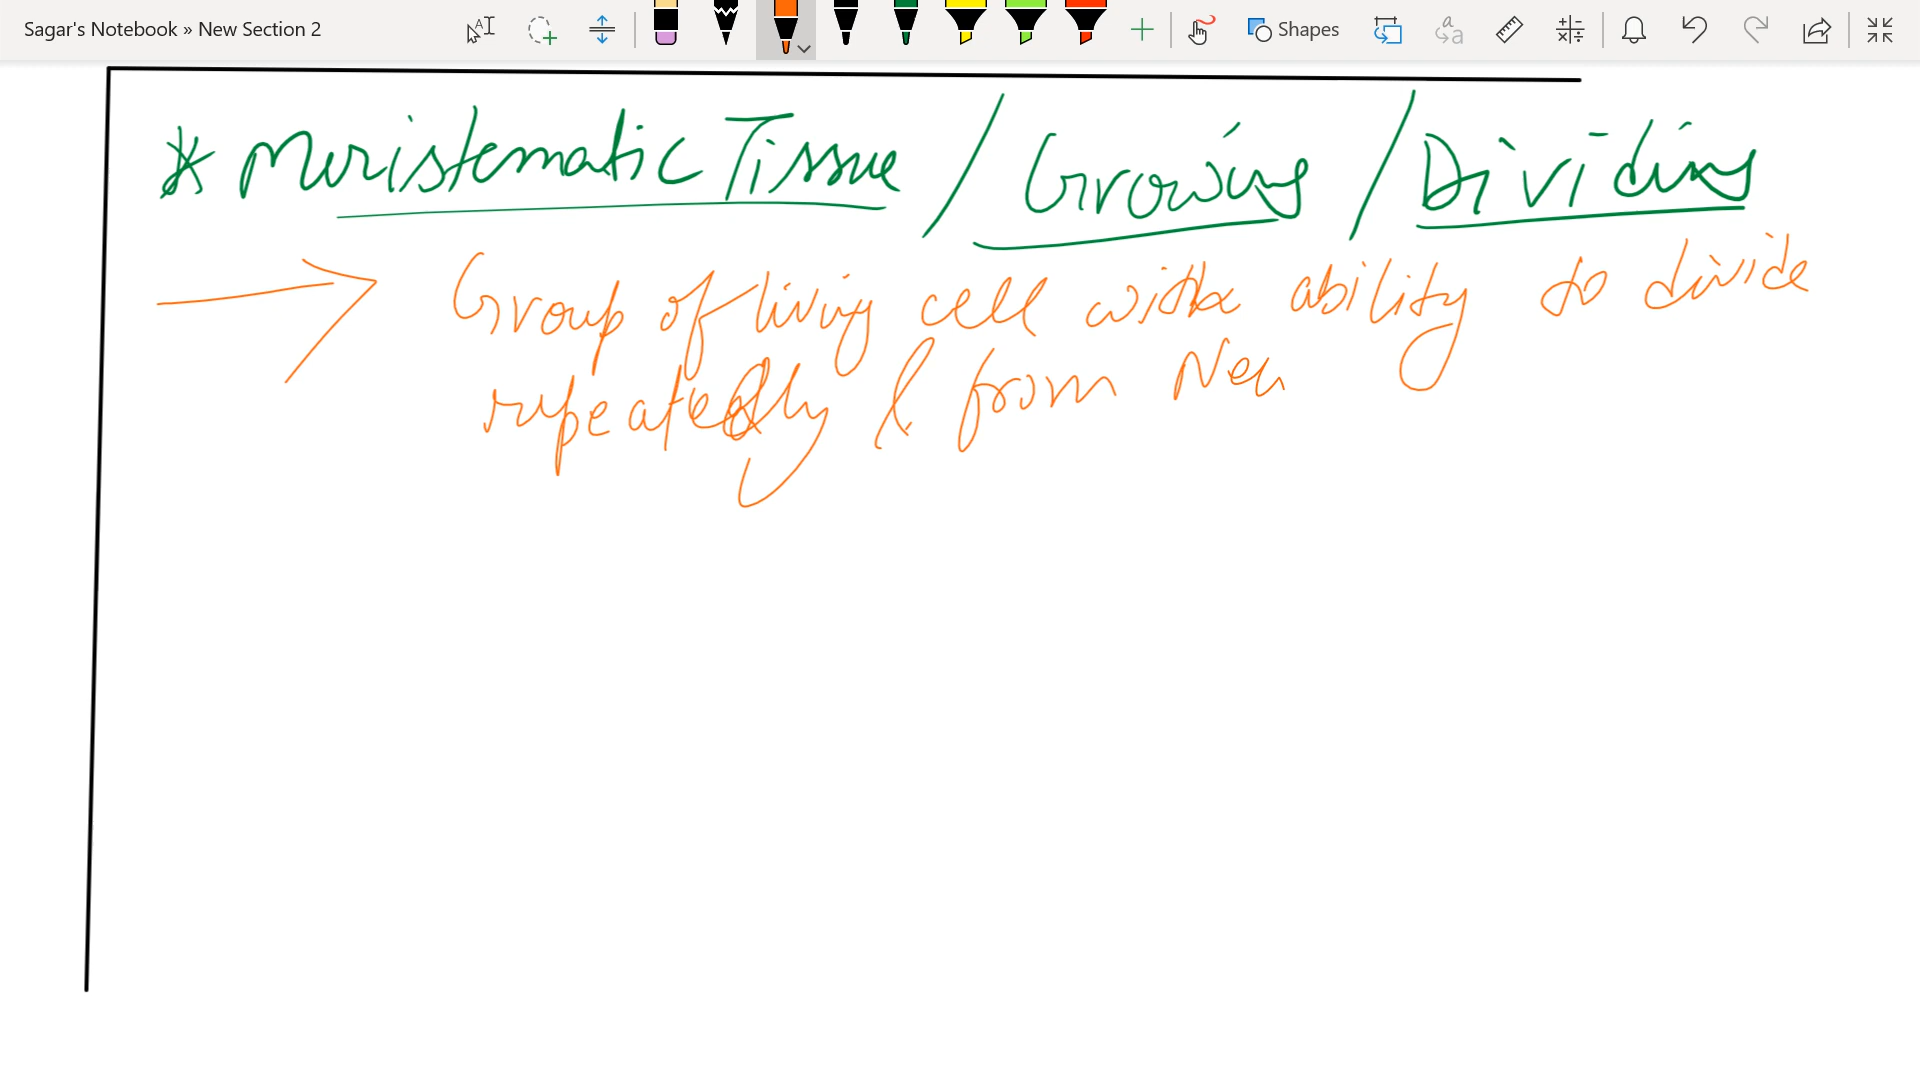 Sagar's Notebook » New Section 2
Shapes
* Meristematic Tissue / Growing / Dividing
→ Group of living cell with ability to divide
repeatedly & from New